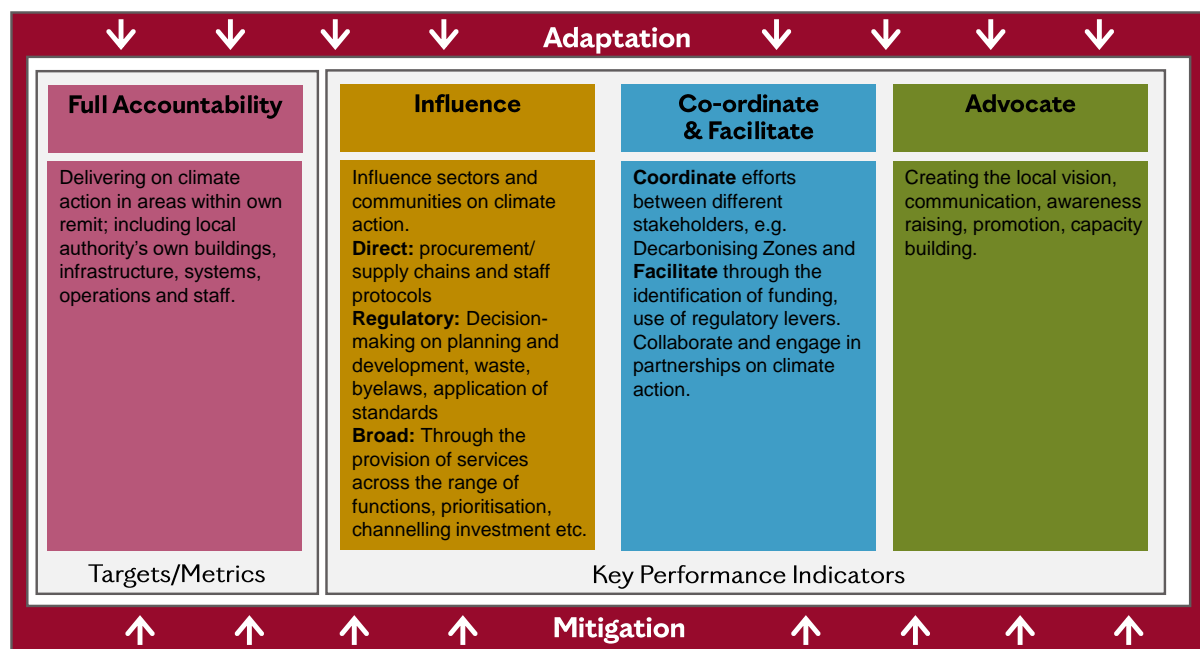 Adaptation
Full Accountability
Delivering on climate
action in areas within own
remit; including local
authority's own buildings,
infrastructure, systems,
operations and staff.
Targets/Metrics
Influence
Influence sectors and
communities on climate
action.
Direct: procurement/
supply chains and staff
protocols
Regulatory: Decision-
making on planning and
development, waste,
byelaws, application of
standards
Broad: Through the
provision of services
across the range of
functions, prioritisation,
channelling investment etc.
Co-ordinate
& Facilitate
Coordinate efforts
between different
stakeholders, e.g.
Decarbonising Zones and
Facilitate through the
identification of funding,
use of regulatory levers.
Collaborate and engage in
partnerships on climate
action.
Advocate
Creating the local vision,
communication, awareness
raising, promotion, capacity
building.
Key Performance Indicators
Mitigation